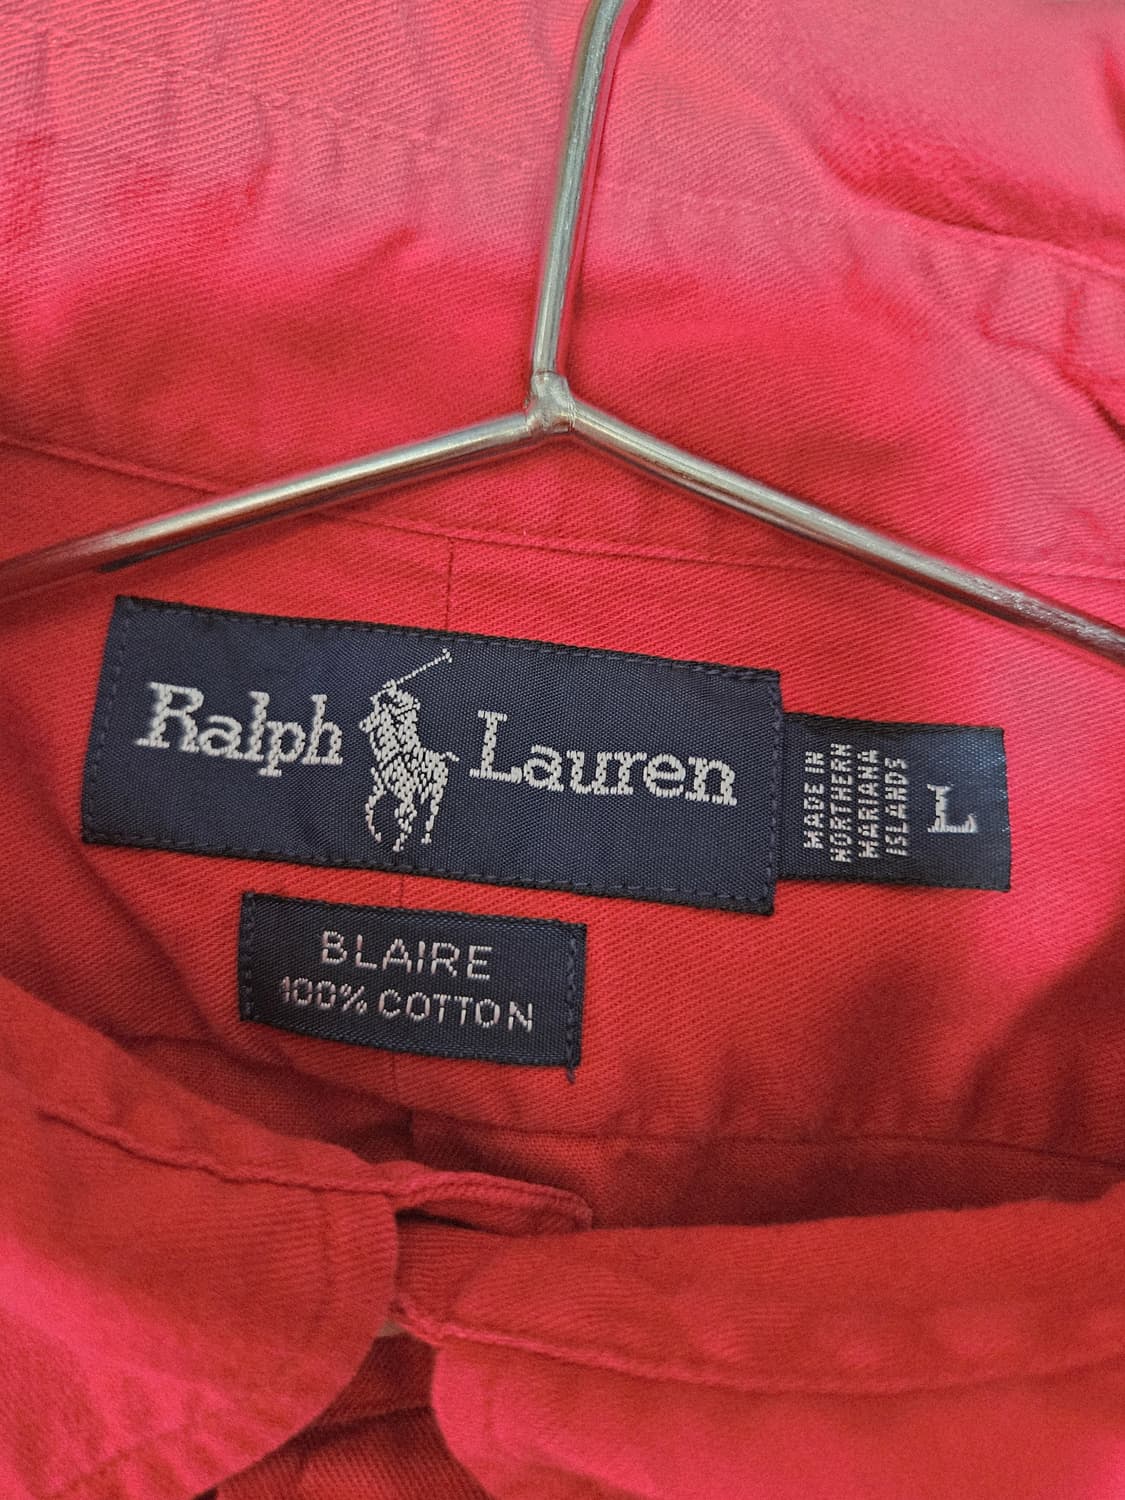 Ralph Lauren
MADE IN
NORTHERN
MARIANA
ISLANDS
L
BLAIRE
100% COTTON